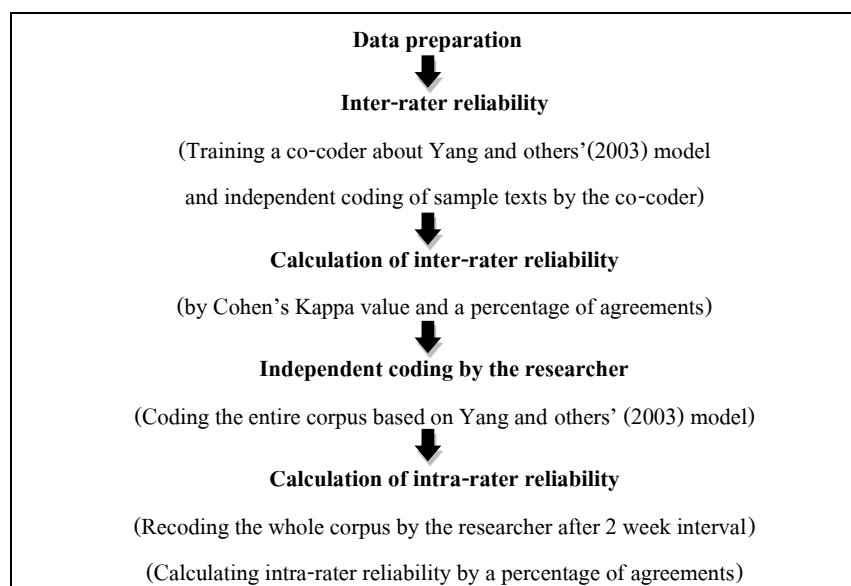 Data preparation
Inter-rater reliability
(Training a co-coder about Yang and others’(2003) model
and independent coding of sample texts by the co-coder)
Calculation of inter-rater reliability
(by Cohen’s Kappa value and a percentage of agreements)
Independent coding by the researcher
(Coding the entire corpus based on Yang and others’ (2003) model)
Calculation of intra-rater reliability
(Recoding the whole corpus by the researcher after 2 week interval)
(Calculating intra-rater reliability by a percentage of agreements)